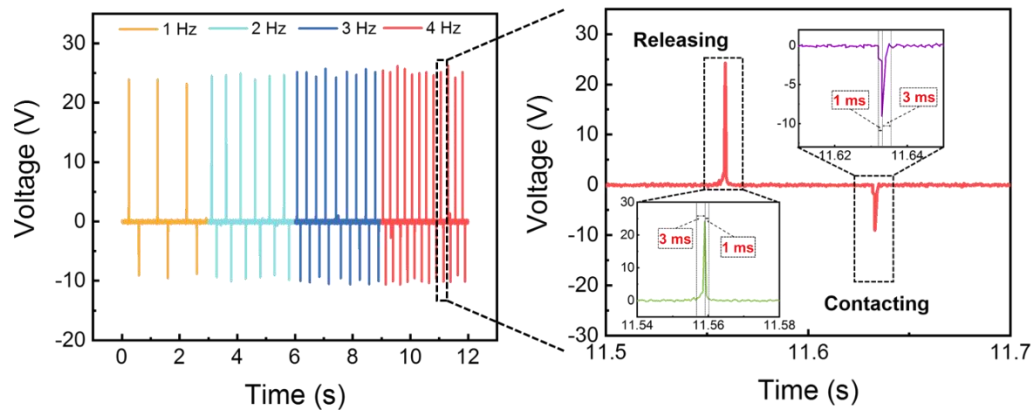 1 Hz 2 Hz 3 Hz 4 Hz
30
20
10
0
-10
-20
Voltage (V)
0 2 4 6 8 10 12
Time (s)
30
20
10
0
-10
-20
-30
Voltage (V)
11.5 11.6 11.7
Time (s)
Releasing
Contacting
0
-5
-10
1 ms
3 ms
11.62 11.64
30
20
10
0
3 ms
1 ms
11.54 11.56 11.58